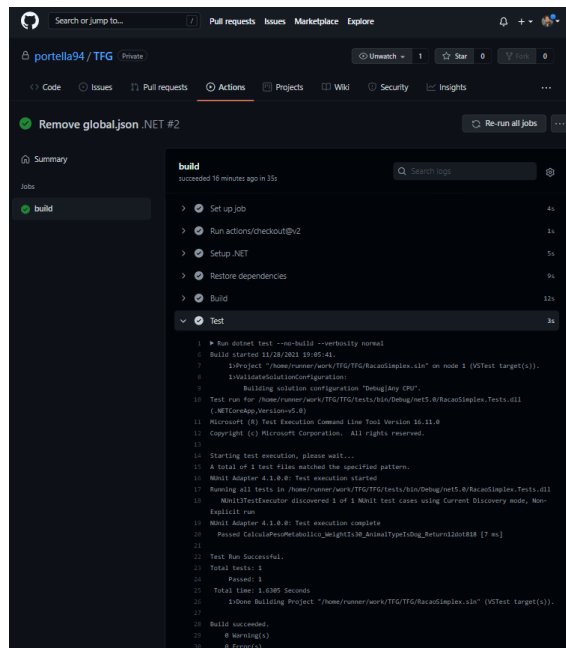 Search or jump to... / Pull requests Issues Marketplace Explore
portella94 / TFG Private Unwatch 1 Star 0 Fork 0
Code Issues Pull requests Actions Projects Wiki Security Insights ...
Remove global.json .NET #2 Re-run all jobs ...
Summary
Jobs
build
build
succeeded 16 minutes ago in 35s
Search logs
Set up job 4s
Run actions/checkout@v2 1s
Setup .NET 5s
Restore dependencies 9s
Build 12s
Test 3s
1 ▶ Run dotnet test --no-build --verbosity normal
6 Build started 11/28/2021 19:05:41.
7 1>Project "/home/runner/work/TFG/TFG/RacaoSimplex.sln" on node 1 (VSTest target(s)).
8 1>ValidateSolutionConfiguration:
9 Building solution configuration "Debug|Any CPU".
10 Test run for /home/runner/work/TFG/TFG/tests/bin/Debug/net5.0/RacaoSimplex.Tests.dll
(.NETCoreApp,Version=v5.0)
11 Microsoft (R) Test Execution Command Line Tool Version 16.11.0
12 Copyright (c) Microsoft Corporation. All rights reserved.
13
14 Starting test execution, please wait...
15 A total of 1 test files matched the specified pattern.
16 NUnit Adapter 4.1.0.0: Test execution started
17 Running all tests in /home/runner/work/TFG/TFG/tests/bin/Debug/net5.0/RacaoSimplex.Tests.dll
18 NUnit3TestExecutor discovered 1 of 1 NUnit test cases using Current Discovery mode, Non-
Explicit run
19 NUnit Adapter 4.1.0.0: Test execution complete
20 Passed CalculaPesoMetabolico_WeightIs30_AnimalTypeIsDog_Return12dot818 [7 ms]
21
22 Test Run Successful.
23 Total tests: 1
24 Passed: 1
25 Total time: 1.6305 Seconds
26 1>Done Building Project "/home/runner/work/TFG/TFG/RacaoSimplex.sln" (VSTest target(s)).
27
28 Build succeeded.
29 0 Warning(s)
30 0 Error(s)